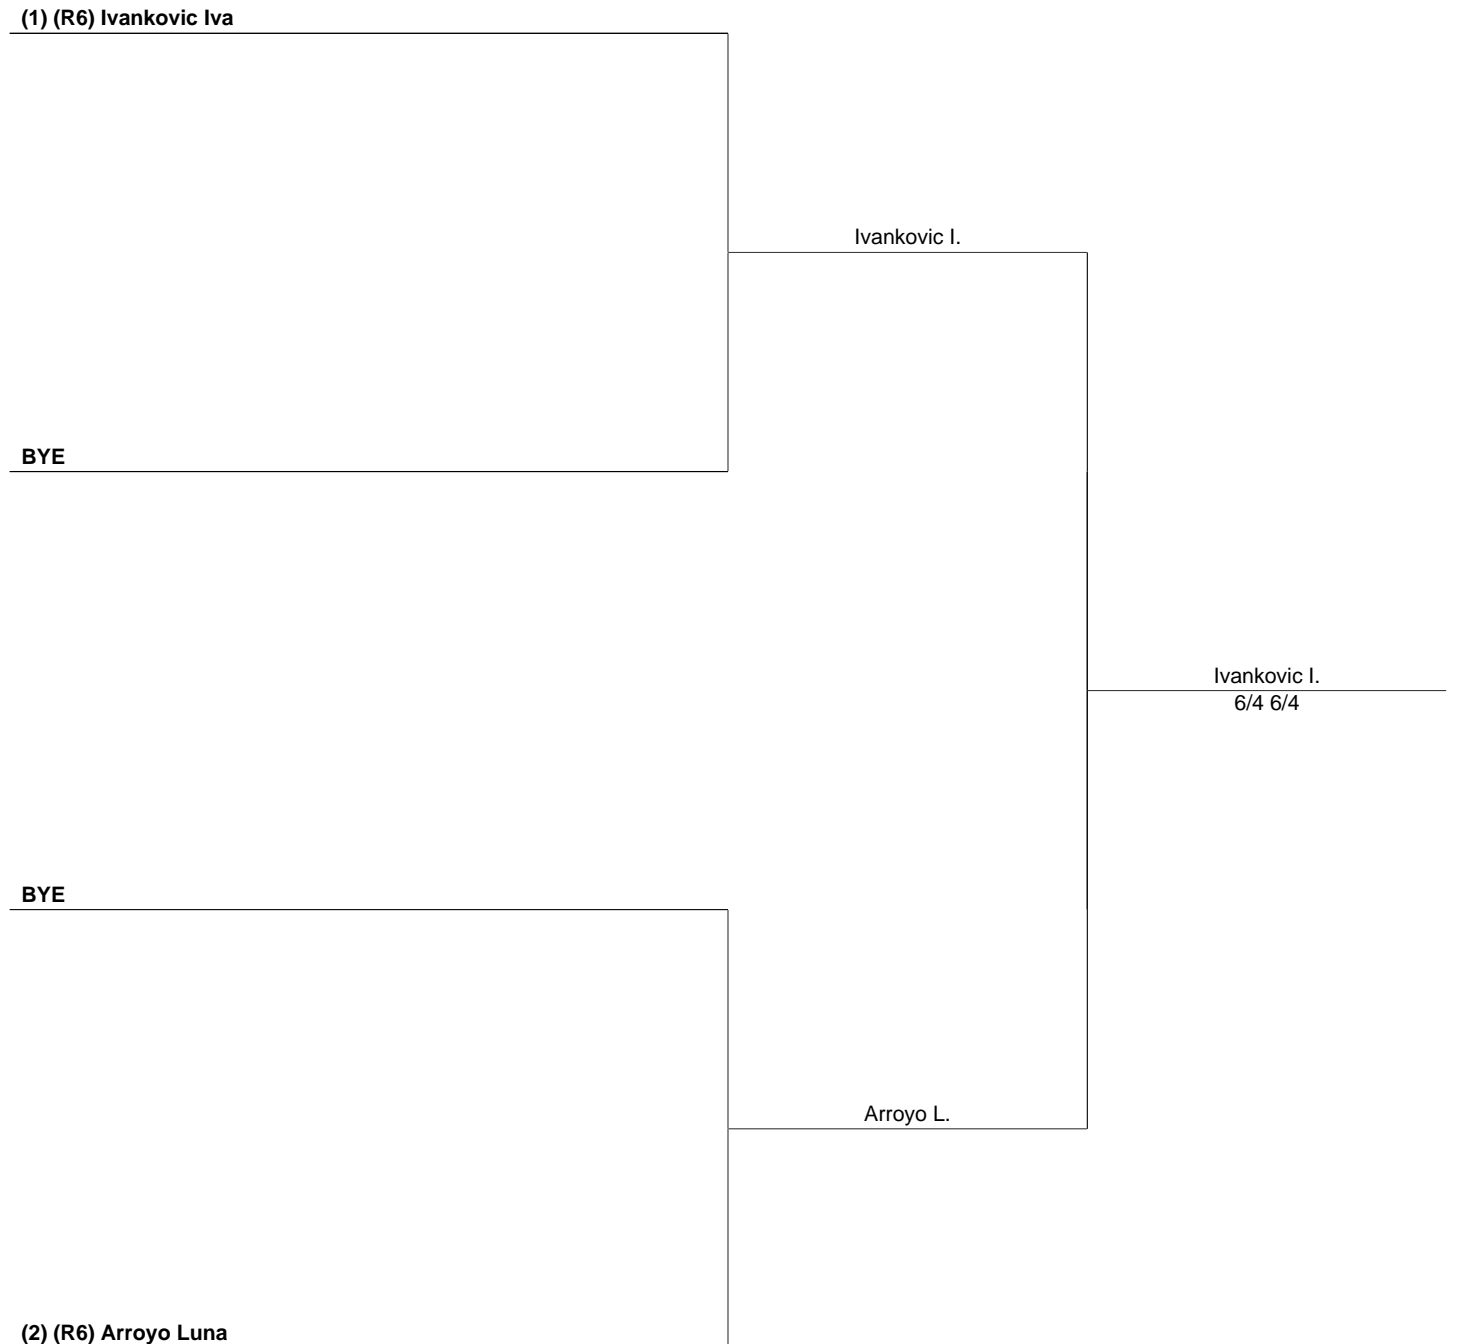 (1) (R6) Ivankovic Iva
Ivankovic I.
BYE
Ivankovic I.
6/4 6/4
BYE
Arroyo L.
(2) (R6) Arroyo Luna